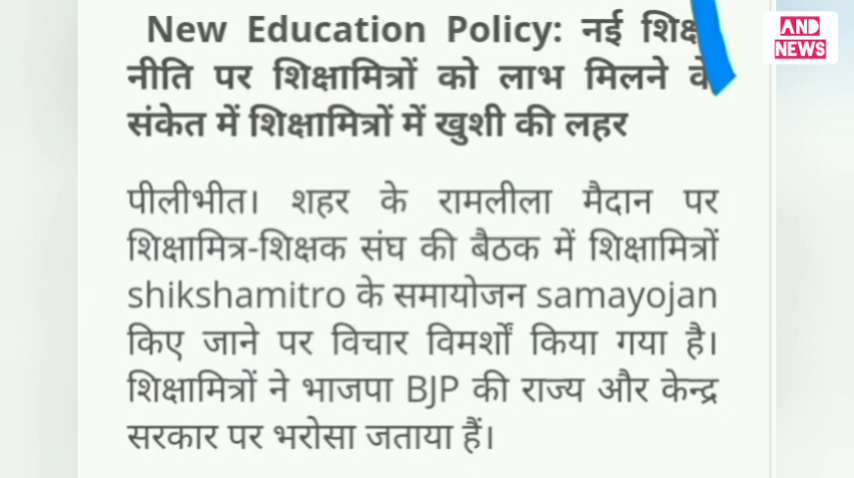 New Education Policy: नई शिक्षा
नीति पर शिक्षामित्रों को लाभ मिलने के
संकेत में शिक्षामित्रों में खुशी की लहर
पीलीभीत। शहर के रामलीला मैदान पर
शिक्षामित्र-शिक्षक संघ की बैठक में शिक्षामित्रों
shikshamitro के समायोजन samayojan
किए जाने पर विचार विमर्शों किया गया है।
शिक्षामित्रों ने भाजपा BJP की राज्य और केन्द्र
सरकार पर भरोसा जताया हैं।
AND
NEWS